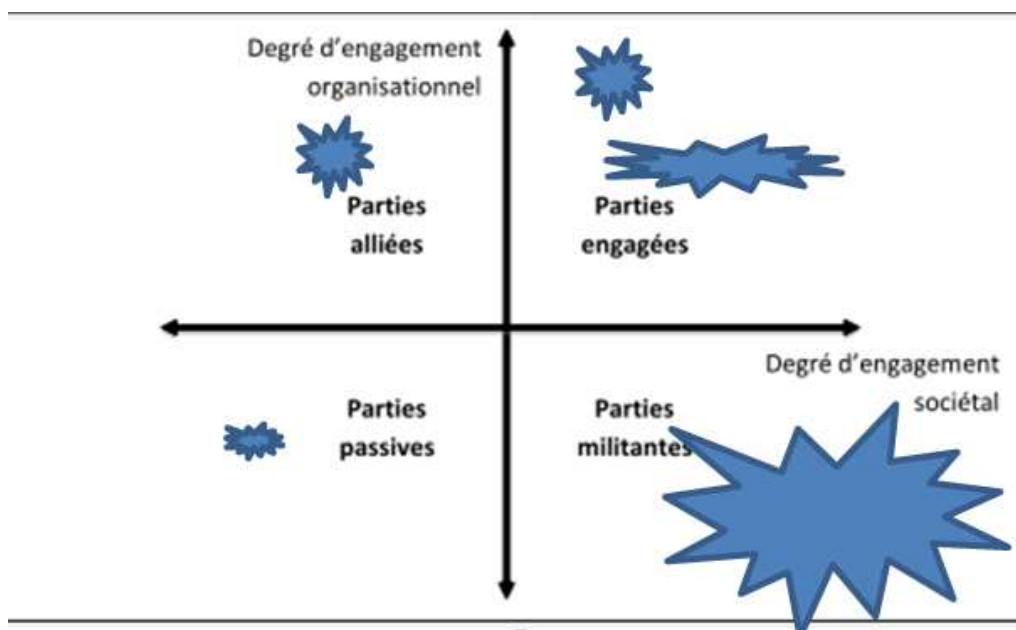 Degré d'engagement
organisationnel
Parties
alliées
Parties
engagées
Degré d'engagement
sociétal
Parties
passives
Parties
militantes